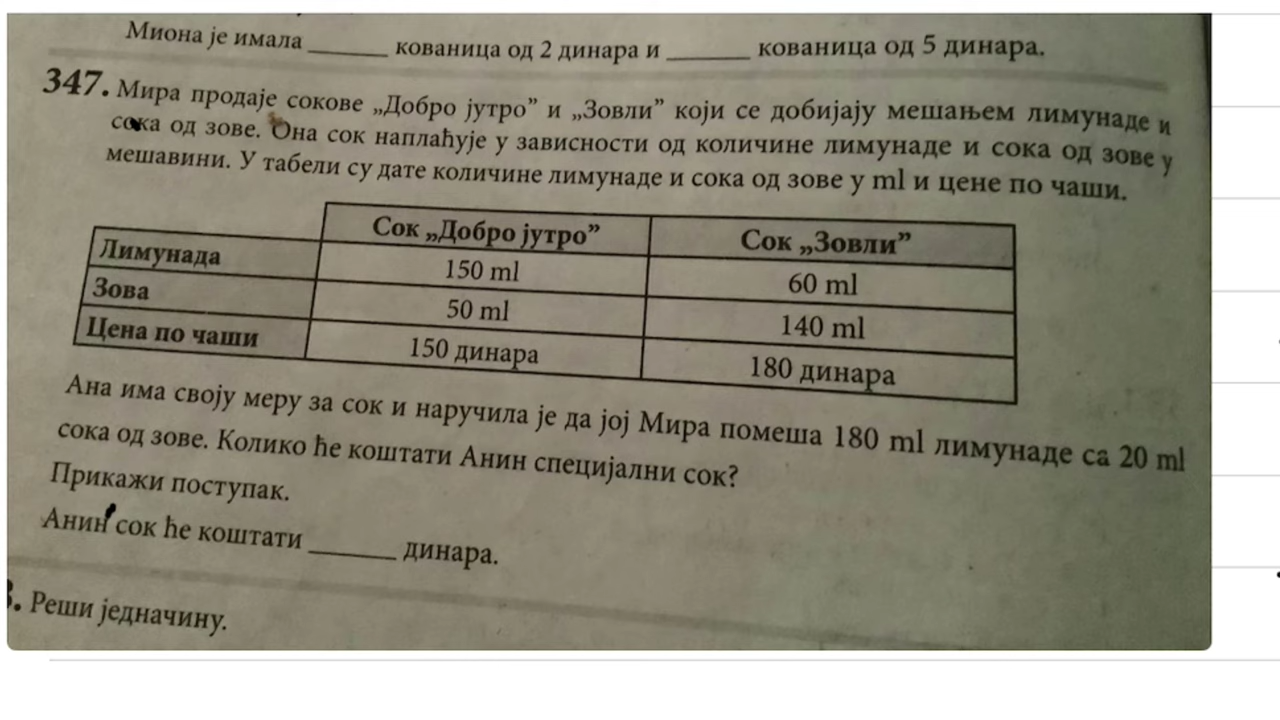 Миона је имала ______ кованица од 2 динара и ______ кованица од 5 динара.
347. Мира продаје сокове „Добро јутро” и „Зовли” који се добијају мешањем лимунаде и
сока од зове. Она сок наплаћује у зависности од количине лимунаде и сока од зове у
мешавини. У табели су дате количине лимунаде и сока од зове у ml и цене по чаши.
Сок „Добро јутро” Сок „Зовли”
Лимунада 150 ml 60 ml
Зова 50 ml 140 ml
Цена по чаши 150 динара 180 динара
Ана има своју меру за сок и наручила је да јој Мира помеша 180 ml лимунаде са 20 ml
сока од зове. Колико ће коштати Анин специјални сок?
Прикажи поступак.
Анин сок ће коштати ______ динара.
. Реши једначину.